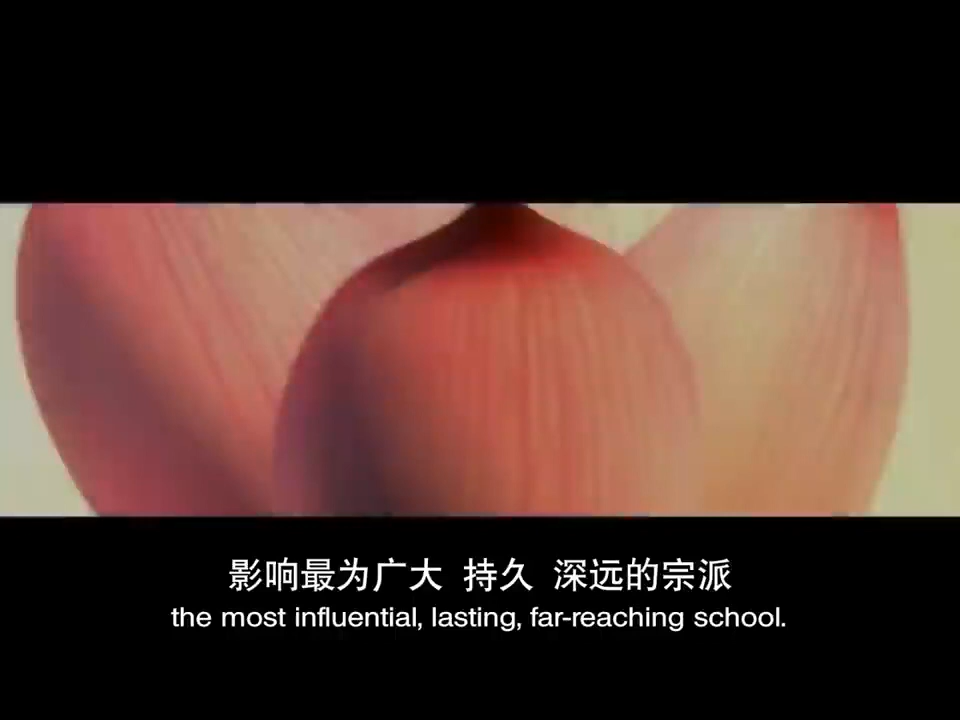 影响最为广大 持久 深远的宗派
the most influential, lasting, far-reaching school.